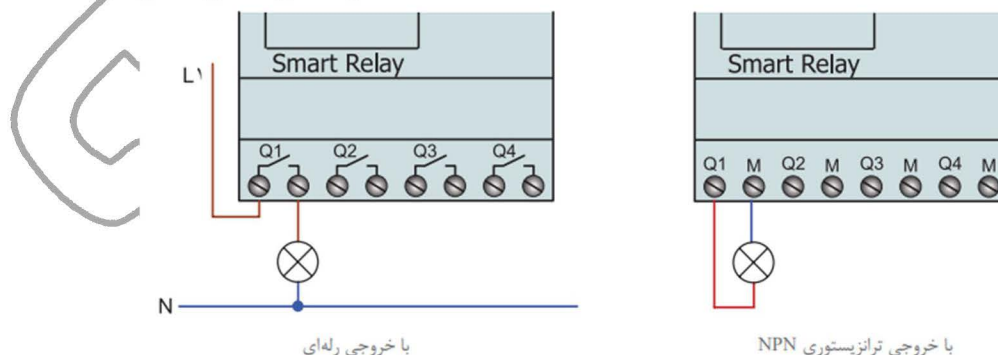 Smart Relay
L۱
Q1 Q2 Q3 Q4
N
با خروجی رله‌ای
Smart Relay
Q1 M Q2 M Q3 M Q4 M
با خروجی ترانزیستوری NPN